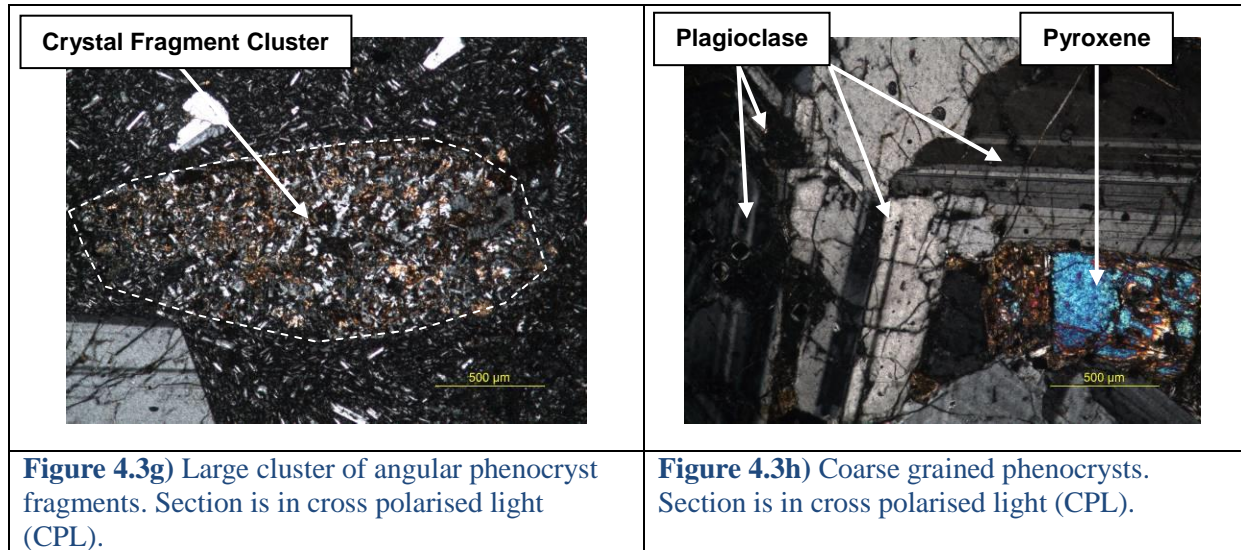 Crystal Fragment Cluster
500 µm
Figure 4.3g) Large cluster of angular phenocryst
fragments. Section is in cross polarised light
(CPL).
Plagioclase
Pyroxene
500 µm
Figure 4.3h) Coarse grained phenocrysts.
Section is in cross polarised light (CPL).